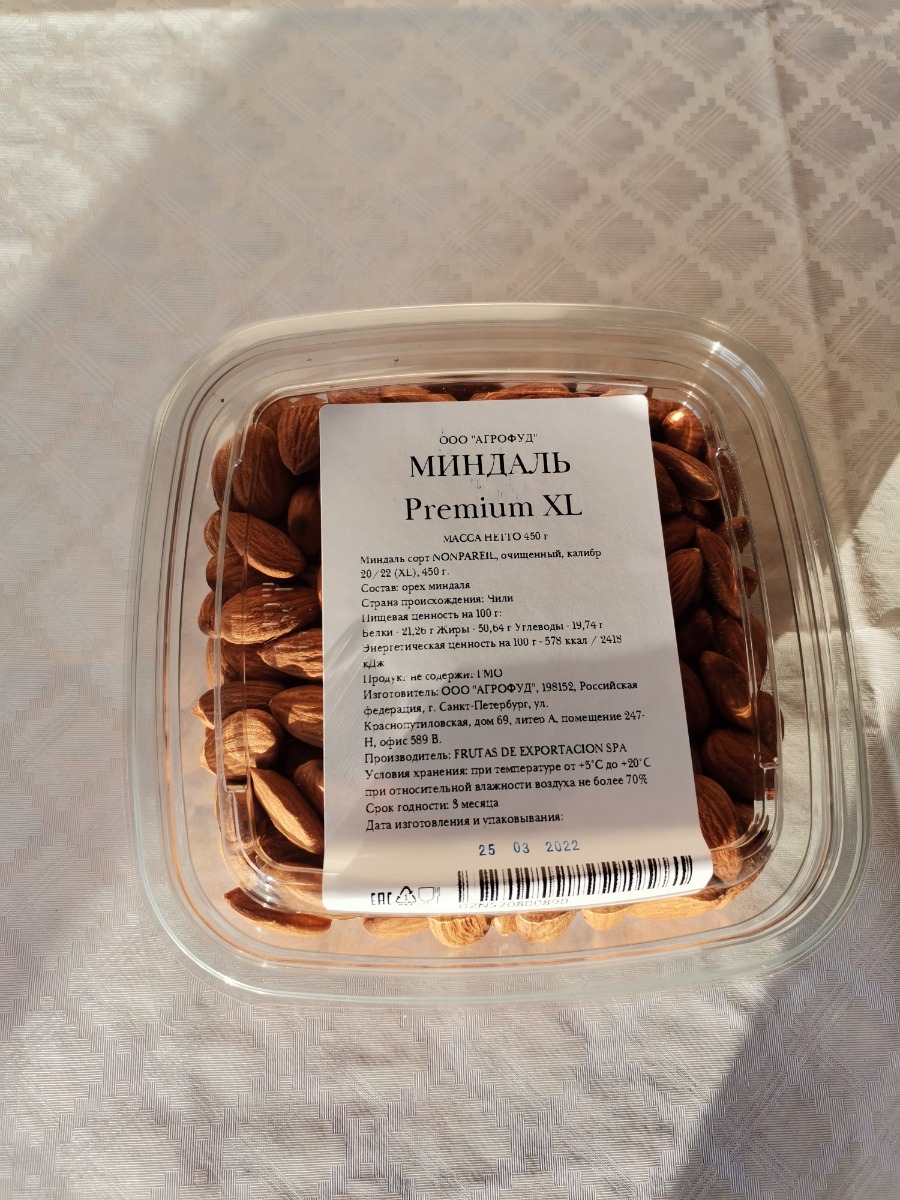 ООО "АГРОФУД"
МИНДАЛЬ
Premium XL
МАССА НЕТТО 450 г
Миндаль сорт NONPAREIL, очищенный, калибр
20/22 (XL), 450 г.
Состав: орех миндаля
Страна происхождения: Чили
Пищевая ценность на 100 г:
Белки - 21,26 г Жиры - 50,64 г Углеводы - 19,74 г
Энергетическая ценность на 100 г - 578 ккал / 2418
кДж
Продукт не содержит ГМО
Изготовитель: ООО "АГРОФУД", 198152, Российская
федерация, г. Санкт-Петербург, ул.
Краснопутиловская, дом 69, литер А, помещение 247-
Н, офис 589 В.
Производитель: FRUTAS DE EXPORTACION SPA
Условия хранения: при температуре от +5°С до +20°С
при относительной влажности воздуха не более 70%
Срок годности: 3 месяца
Дата изготовления и упаковывания:
25 03 2022
EAC